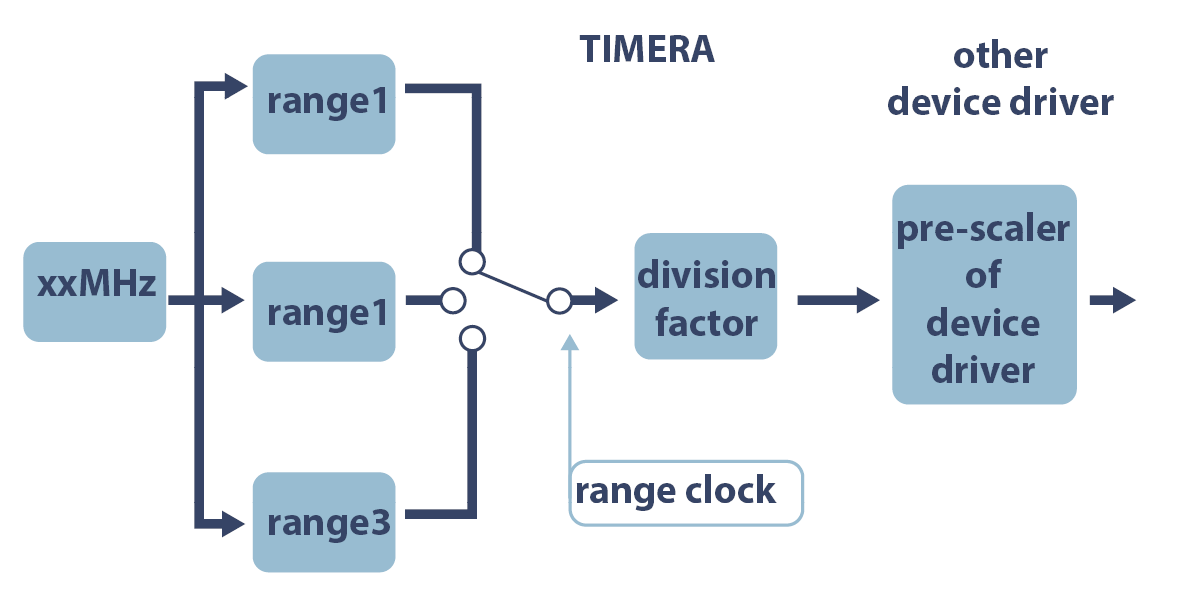 TIMERA
other
device driver
range1
xxMHz
range1
range3
division
factor
pre-scaler
of
device
driver
range clock